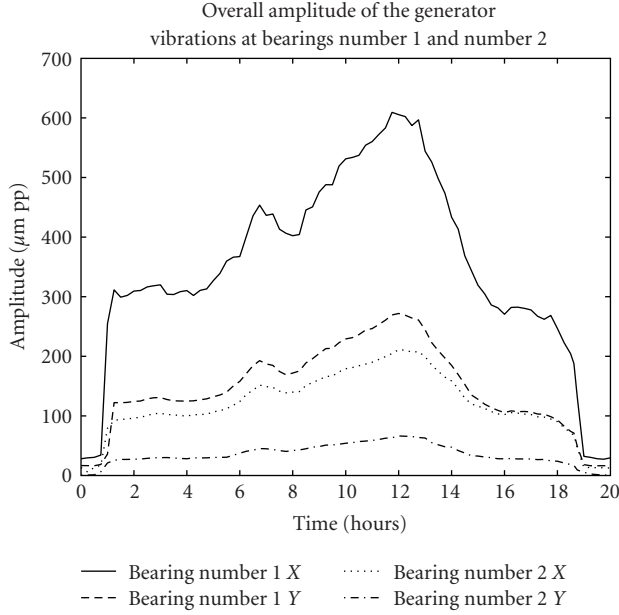 Overall amplitude of the generator
vibrations at bearings number 1 and number 2
700
600
500
400
300
200
100
0
Amplitude (μm pp)
0 2 4 6 8 10 12 14 16 18 20
Time (hours)
Bearing number 1 X
Bearing number 2 X
Bearing number 1 Y
Bearing number 2 Y